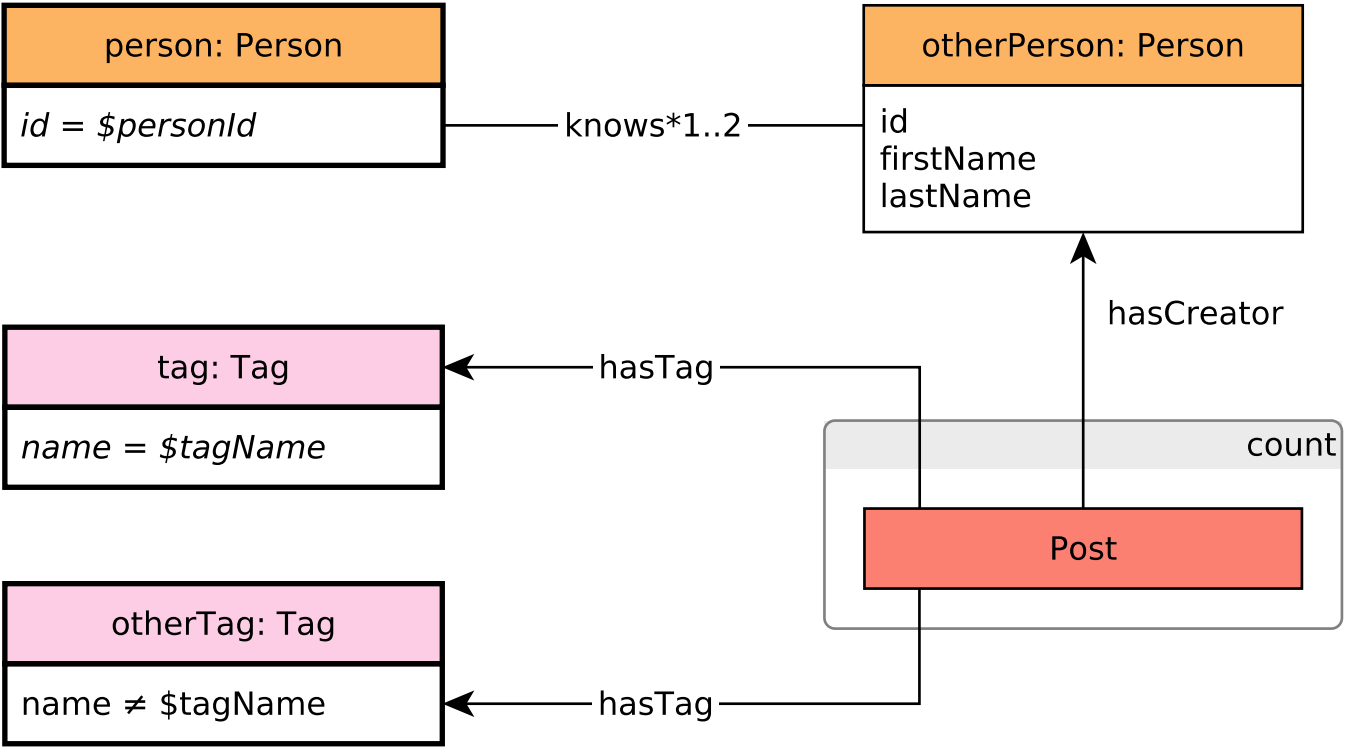 person: Person
id = $personId
knows*1..2
otherPerson: Person
id
firstName
lastName
hasCreator
tag: Tag
name = $tagName
hasTag
count
Post
otherTag: Tag
name ≠ $tagName
hasTag